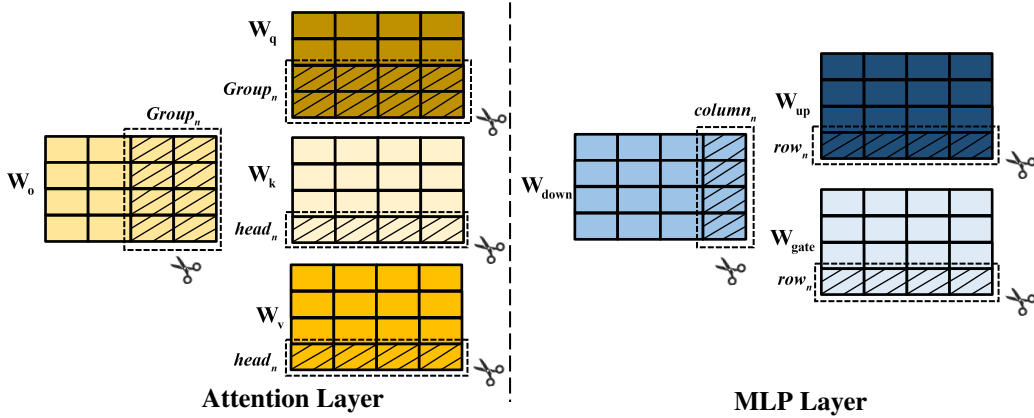 W_q
Group_n
Group_n
W_o
W_k
head_n
W_v
head_n
Attention Layer
W_up
row_n
column_n
W_down
W_gate
row_n
MLP Layer